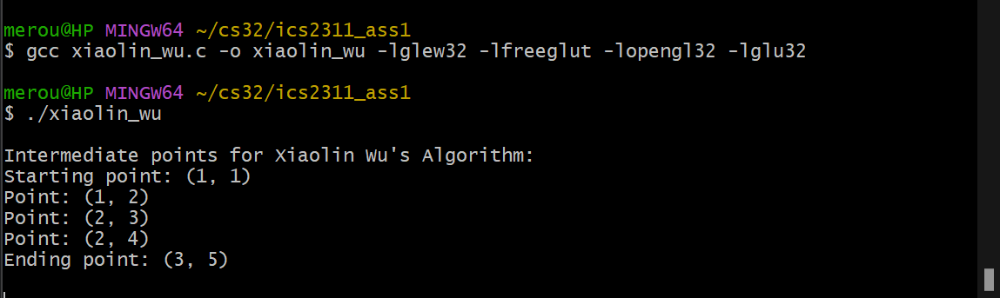 merou@HP MINGW64 ~/cs32/ics2311_ass1
$ gcc xiaolin_wu.c -o xiaolin_wu -lglew32 -lfreeglut -lopengl32 -lglu32
merou@HP MINGW64 ~/cs32/ics2311_ass1
$ ./xiaolin_wu
Intermediate points for Xiaolin Wu's Algorithm:
Starting point: (1, 1)
Point: (1, 2)
Point: (2, 3)
Point: (2, 4)
Ending point: (3, 5)